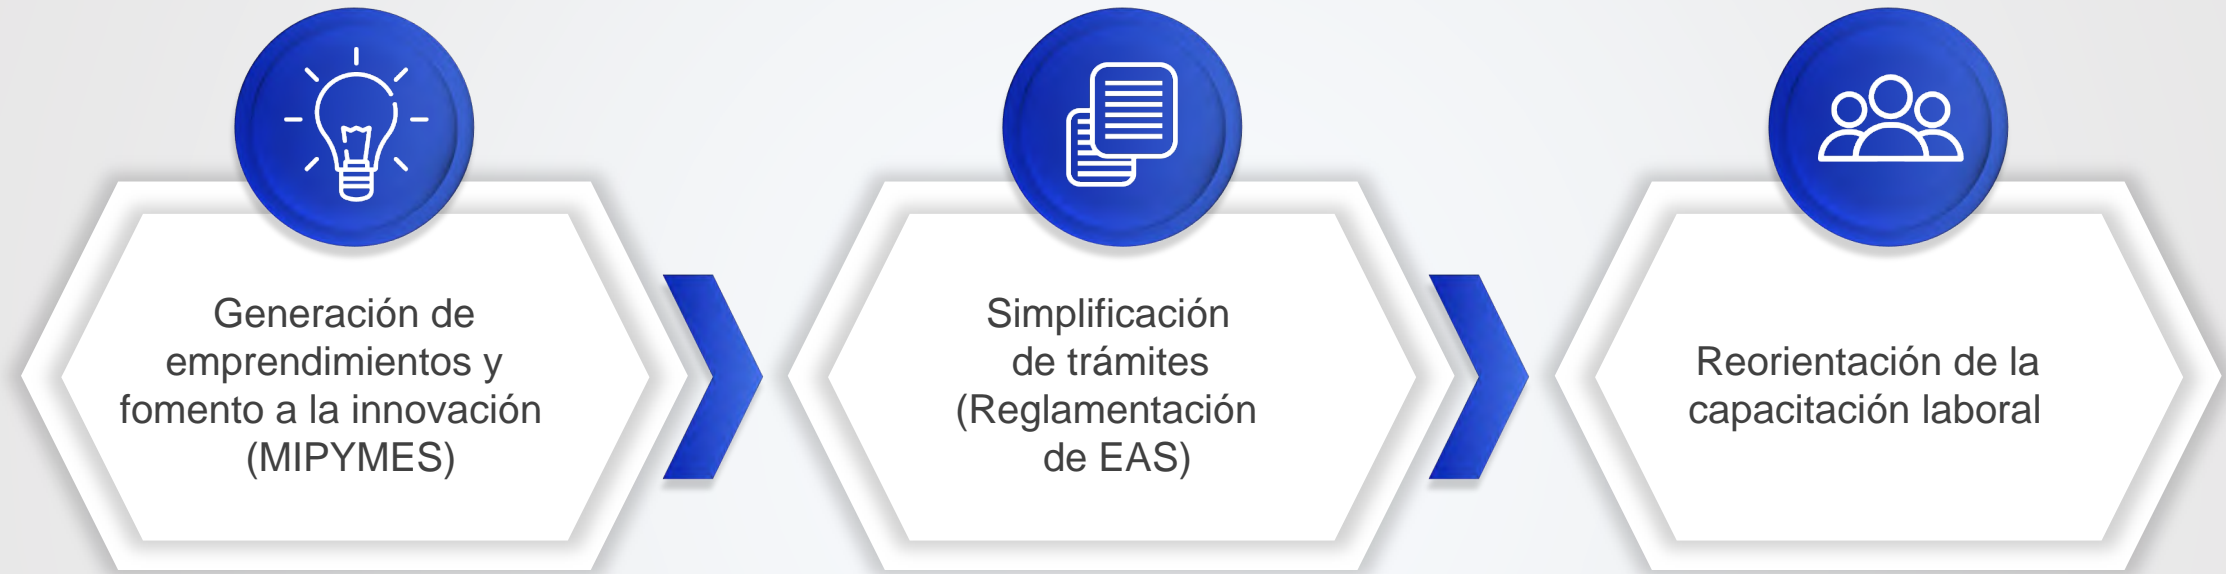 Generación de
emprendimientos y
fomento a la innovación
(MIPYMES)
Simplificación
de trámites
(Reglamentación
de EAS)
Reorientación de la
capacitación laboral